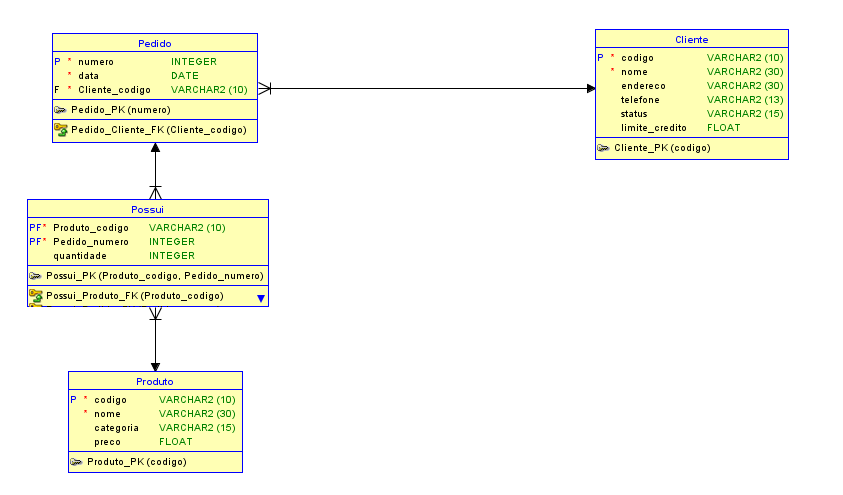 Pedido
P * numero INTEGER
* data DATE
F * Cliente_codigo VARCHAR2 (10)
Pedido_PK (numero)
Pedido_Cliente_FK (Cliente_codigo)
Cliente
P * codigo VARCHAR2 (10)
* nome VARCHAR2 (30)
endereco VARCHAR2 (30)
telefone VARCHAR2 (13)
status VARCHAR2 (15)
limite_credito FLOAT
Cliente_PK (codigo)
Possui
PF* Produto_codigo VARCHAR2 (10)
PF* Pedido_numero INTEGER
quantidade INTEGER
Possui_PK (Produto_codigo, Pedido_numero)
Possui_Produto_FK (Produto_codigo)
Produto
P * codigo VARCHAR2 (10)
* nome VARCHAR2 (30)
categoria VARCHAR2 (15)
preco FLOAT
Produto_PK (codigo)